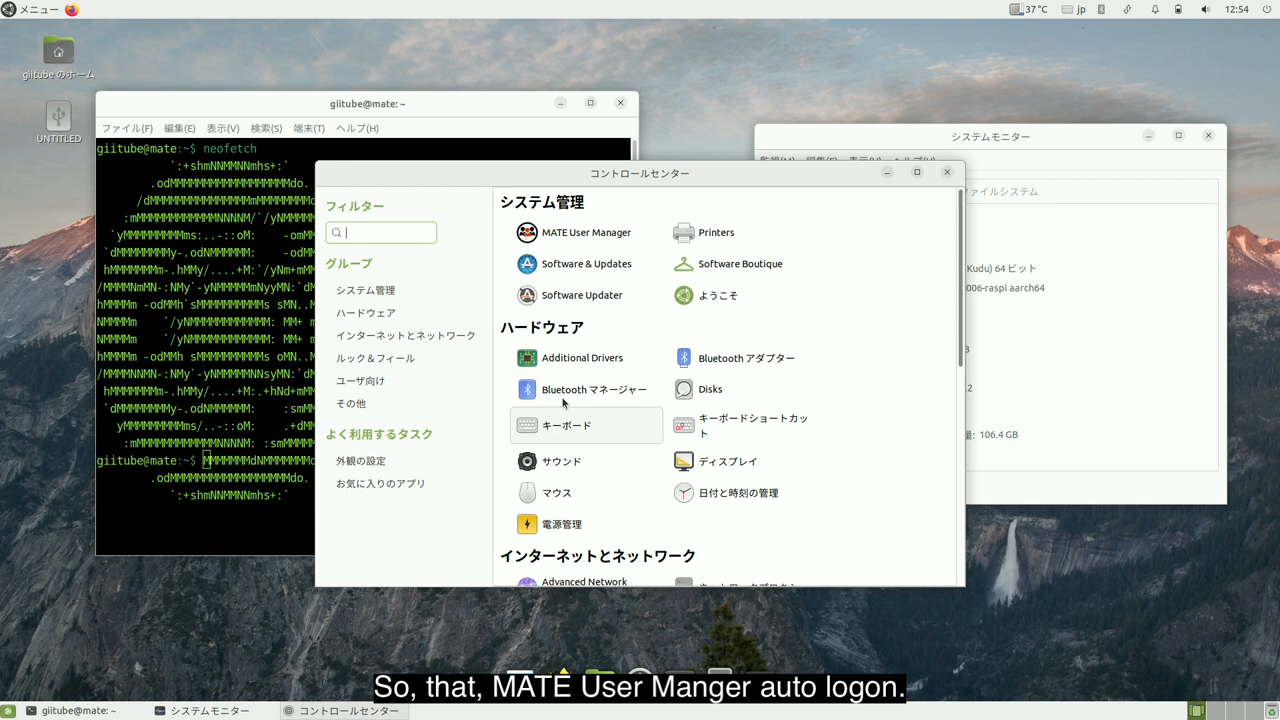 メニュー
37 °C
jp
12:54
giitube のホーム
UNTITLED
giitube@mate: ~
ファイル(F) 編集(E) 表示(V) 検索(S) 端末(T) ヘルプ(H)
giitube@mate:~$ neofetch
giitube@mate:~$
システムモニター
監視(M) 編集(E) 表示(V) ヘルプ(H)
ファイルシステム
Kudu) 64 ビット
006-raspi aarch64
量: 106.4 GB
コントロールセンター
フィルター
グループ
システム管理
ハードウェア
インターネットとネットワーク
ルック＆フィール
ユーザ向け
その他
よく利用するタスク
外観の設定
お気に入りのアプリ
システム管理
MATE User Manager
Printers
Software & Updates
Software Boutique
Software Updater
ようこそ
ハードウェア
Additional Drivers
Bluetooth アダプター
Bluetooth マネージャー
Disks
キーボード
キーボードショートカッ
ト
サウンド
ディスプレイ
マウス
日付と時刻の管理
電源管理
インターネットとネットワーク
Advanced Network
So, that, MATE User Manger auto logon.
giitube@mate: ~
システムモニター
コントロールセンター